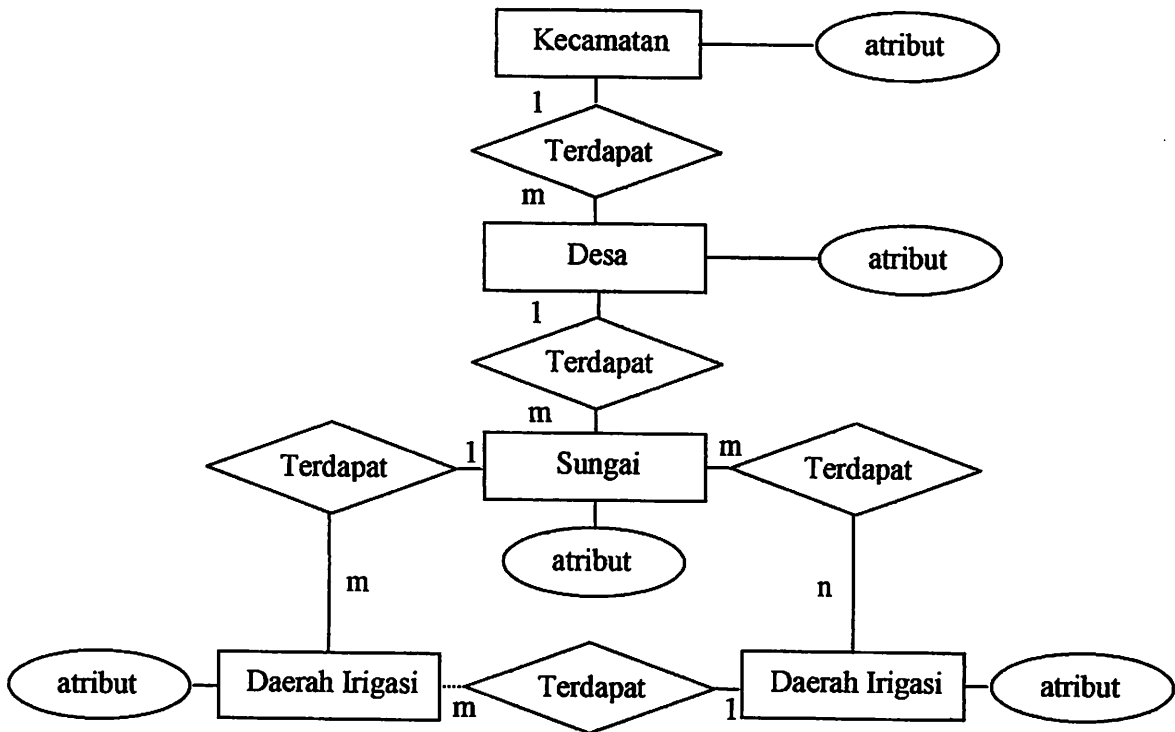 Kecamatan
atribut
1
Terdapat
m
Desa
atribut
1
Terdapat
m
Terdapat
1
Sungai
m
Terdapat
atribut
m
n
atribut
Daerah Irigasi
m
Terdapat
1
Daerah Irigasi
atribut